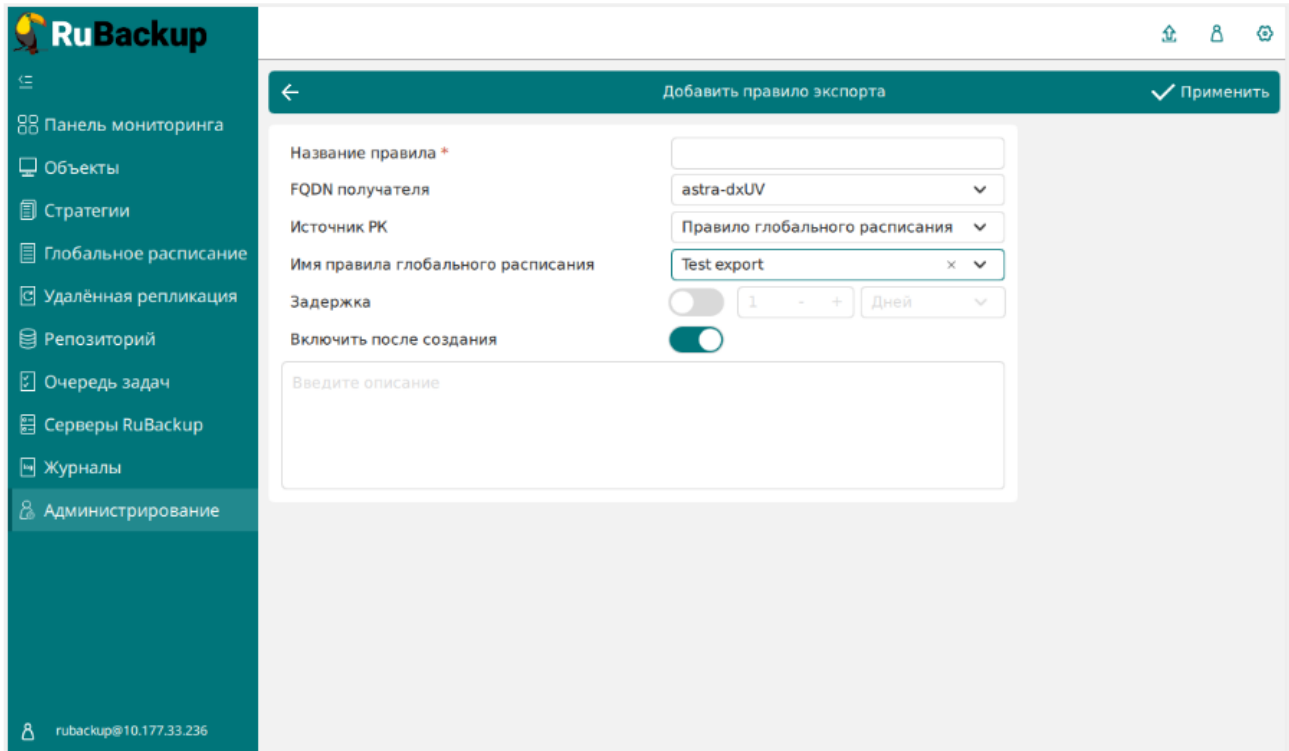 RuBackup
Панель мониторинга
Объекты
Стратегии
Глобальное расписание
Удалённая репликация
Репозиторий
Очередь задач
Серверы RuBackup
Журналы
Администрирование
rubackup@10.177.33.236
Добавить правило экспорта
Применить
Название правила *
FQDN получателя astra-dxUV
Источник РК Правило глобального расписания
Имя правила глобального расписания Test export
Задержка 1 - + Дней
Включить после создания
Введите описание